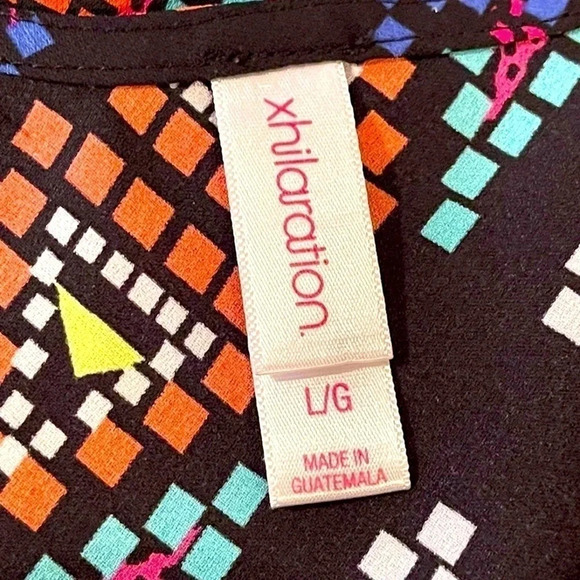 xhilaration.
L/G
MADE IN
GUATEMALA